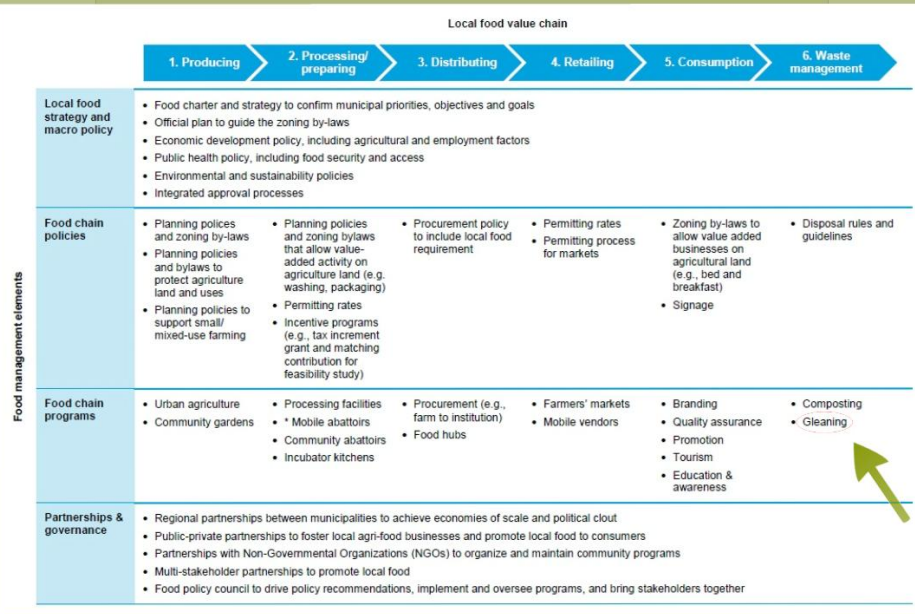 Local food value chain
1. Producing
2. Processing/
preparing
3. Distributing
4. Retailing
5. Consumption
6. Waste
management
Food management elements
Local food
strategy and
macro policy
• Food charter and strategy to confirm municipal priorities, objectives and goals
• Official plan to guide the zoning by-laws
• Economic development policy, including agricultural and employment factors
• Public health policy, including food security and access
• Environmental and sustainability policies
• Integrated approval processes
Food chain
policies
• Planning polices
and zoning by-laws
• Planning policies
and bylaws to
protect agriculture
land and uses
• Planning policies to
support small/
mixed-use farming
• Planning policies
and zoning bylaws
that allow value-
added activity on
agriculture land (e.g.
washing, packaging)
• Permitting rates
• Incentive programs
(e.g., tax increment
grant and matching
contribution for
feasibility study)
• Procurement policy
to include local food
requirement
• Permitting rates
• Permitting process
for markets
• Zoning by-laws to
allow value added
businesses on
agricultural land
(e.g., bed and
breakfast)
• Signage
• Disposal rules and
guidelines
Food chain
programs
• Urban agriculture
• Community gardens
• Processing facilities
• * Mobile abattoirs
• Community abattoirs
• Incubator kitchens
• Procurement (e.g.,
farm to institution)
• Food hubs
• Farmers' markets
• Mobile vendors
• Branding
• Quality assurance
• Promotion
• Tourism
• Education &
awareness
• Composting
• Gleaning
Partnerships &
governance
• Regional partnerships between municipalities to achieve economies of scale and political clout
• Public-private partnerships to foster local agri-food businesses and promote local food to consumers
• Partnerships with Non-Governmental Organizations (NGOs) to organize and maintain community programs
• Multi-stakeholder partnerships to promote local food
• Food policy council to drive policy recommendations, implement and oversee programs, and bring stakeholders together